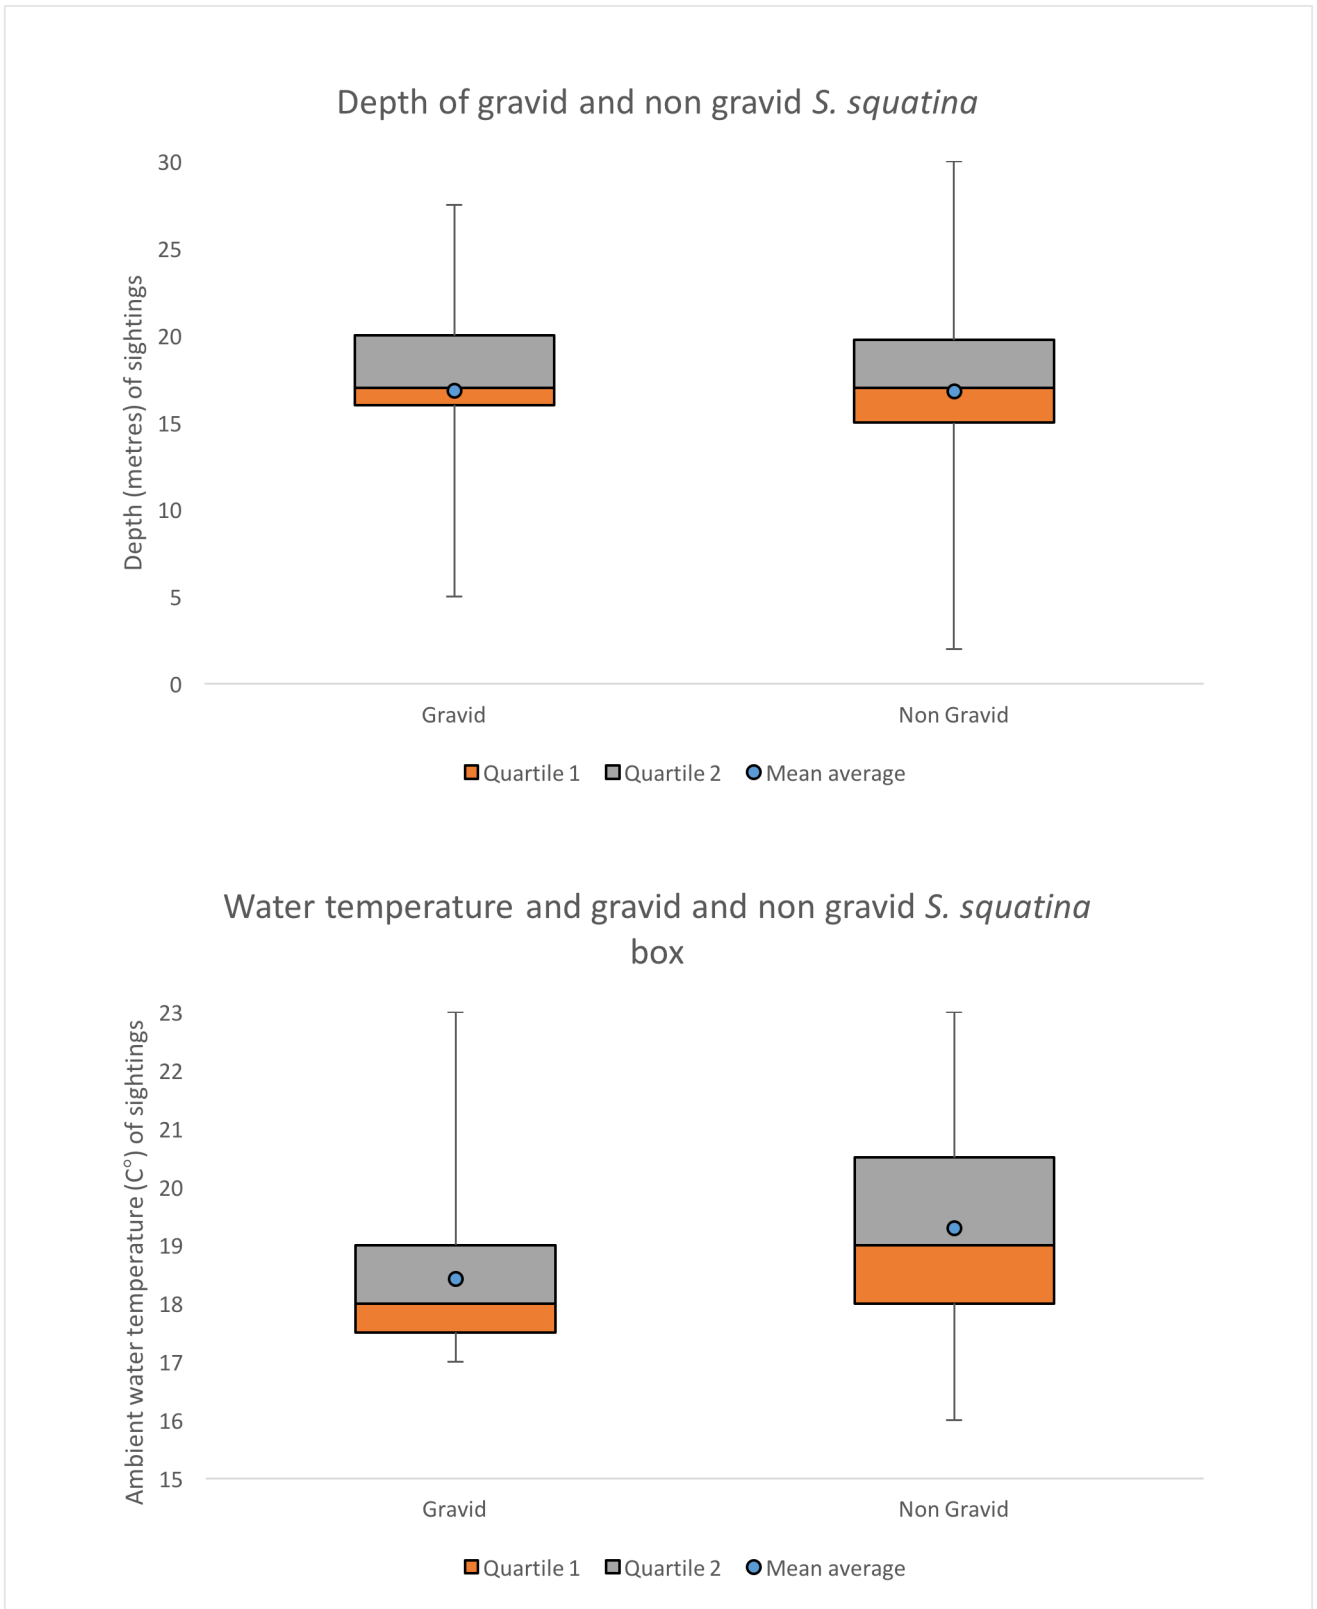 Depth of gravid and non gravid S. squatina
30
25
20
15
10
5
0
Depth (metres) of sightings
Gravid
Non Gravid
Quartile 1
Quartile 2
Mean average
Water temperature and gravid and non gravid S. squatina
box
23
22
21
20
19
18
17
16
15
Ambient water temperature (C°) of sightings
Gravid
Non Gravid
Quartile 1
Quartile 2
Mean average